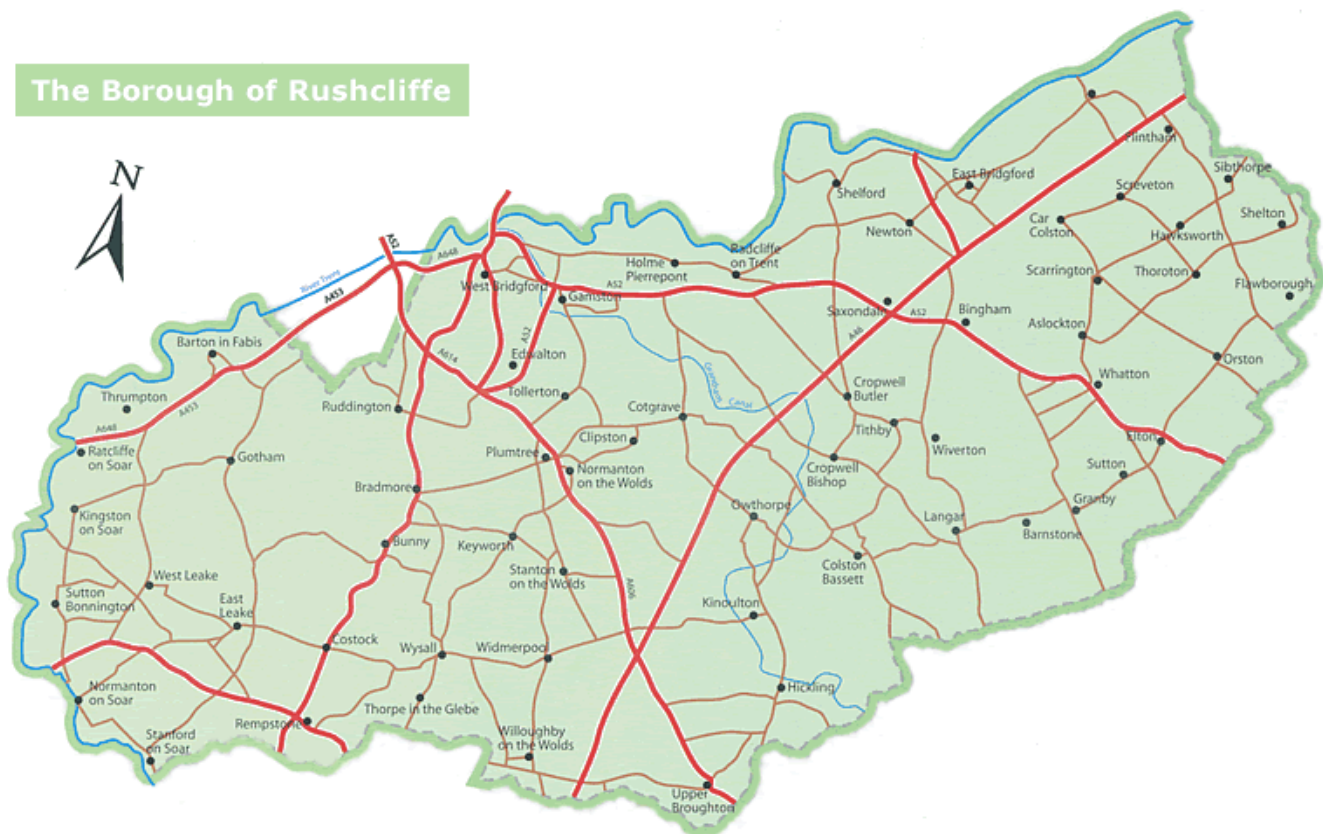 The Borough of Rushcliffe
N
Flintham
Sibthorpe
East Bridgford
Screveton
Shelford
Car
Colston
Shelton
Newton
Hawksworth
A52
A648
Radcliffe
on Trent
Holme
Pierrepont
River Trent
A453
West Bridgford
Gamston
A52
Scarrington
Thoroton
Flawborough
Saxondale
A52
Bingham
A46
Aslockton
Barton in Fabis
A614
A52
Edwalton
Orston
Grantham
Canal
Whatton
Thrumpton
A453
Ruddington
Tollerton
Cropwell
Butler
Cotgrave
A648
Ratcliffe
on Soar
Gotham
Clipston
Plumtree
Tithby
Wiverton
Elton
Normanton
on the Wolds
Cropwell
Bishop
Sutton
Bradmore
Kingston
on Soar
Owthorpe
Granby
Langar
Barnstone
Bunny
Keyworth
Colston
Bassett
Stanton
on the Wolds
A606
West Leake
Sutton
Bonnington
East
Leake
Kinoulton
Costock
Wysall
Widmerpool
Normanton
on Soar
Hickling
Thorpe in the Glebe
Rempstone
Stanford
on Soar
Willoughby
on the Wolds
Upper
Broughton